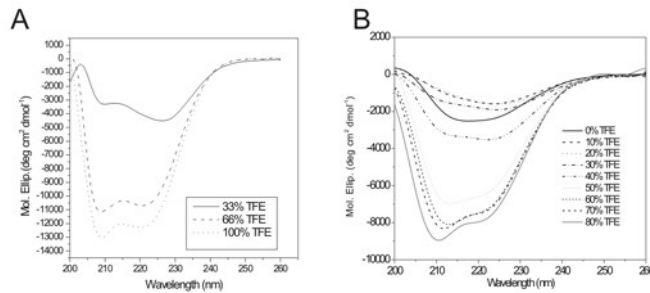 A
1000
0
-1000
-2000
-3000
-4000
-5000
-6000
-7000
-8000
-9000
-10000
-11000
-12000
-13000
-14000
Mol. Ellip.(deg cm² dmol⁻¹)
33% TFE
66% TFE
100% TFE
200 210 220 230 240 250 260
Wavelength (nm)
B
2000
0
-2000
-4000
-6000
-8000
-10000
Mol. Ellip. (deg cm² dmol⁻¹)
0% TFE
10% TFE
20% TFE
30% TFE
40% TFE
50% TFE
60% TFE
70% TFE
80% TFE
200 210 220 230 240 250 260
Wavelength (nm)